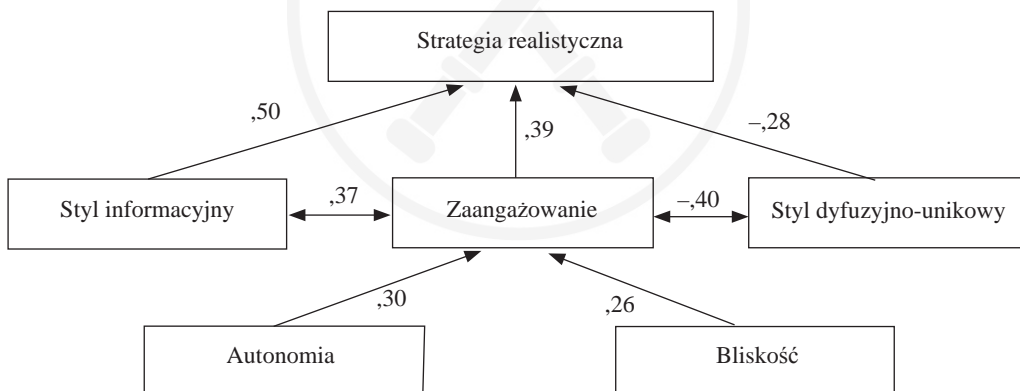 Strategia realistyczna
,50
,39
–,28
Styl informacyjny
,37
Zaangażowanie
–,40
Styl dyfuzyjno-unikowy
,30
,26
Autonomia
Bliskość